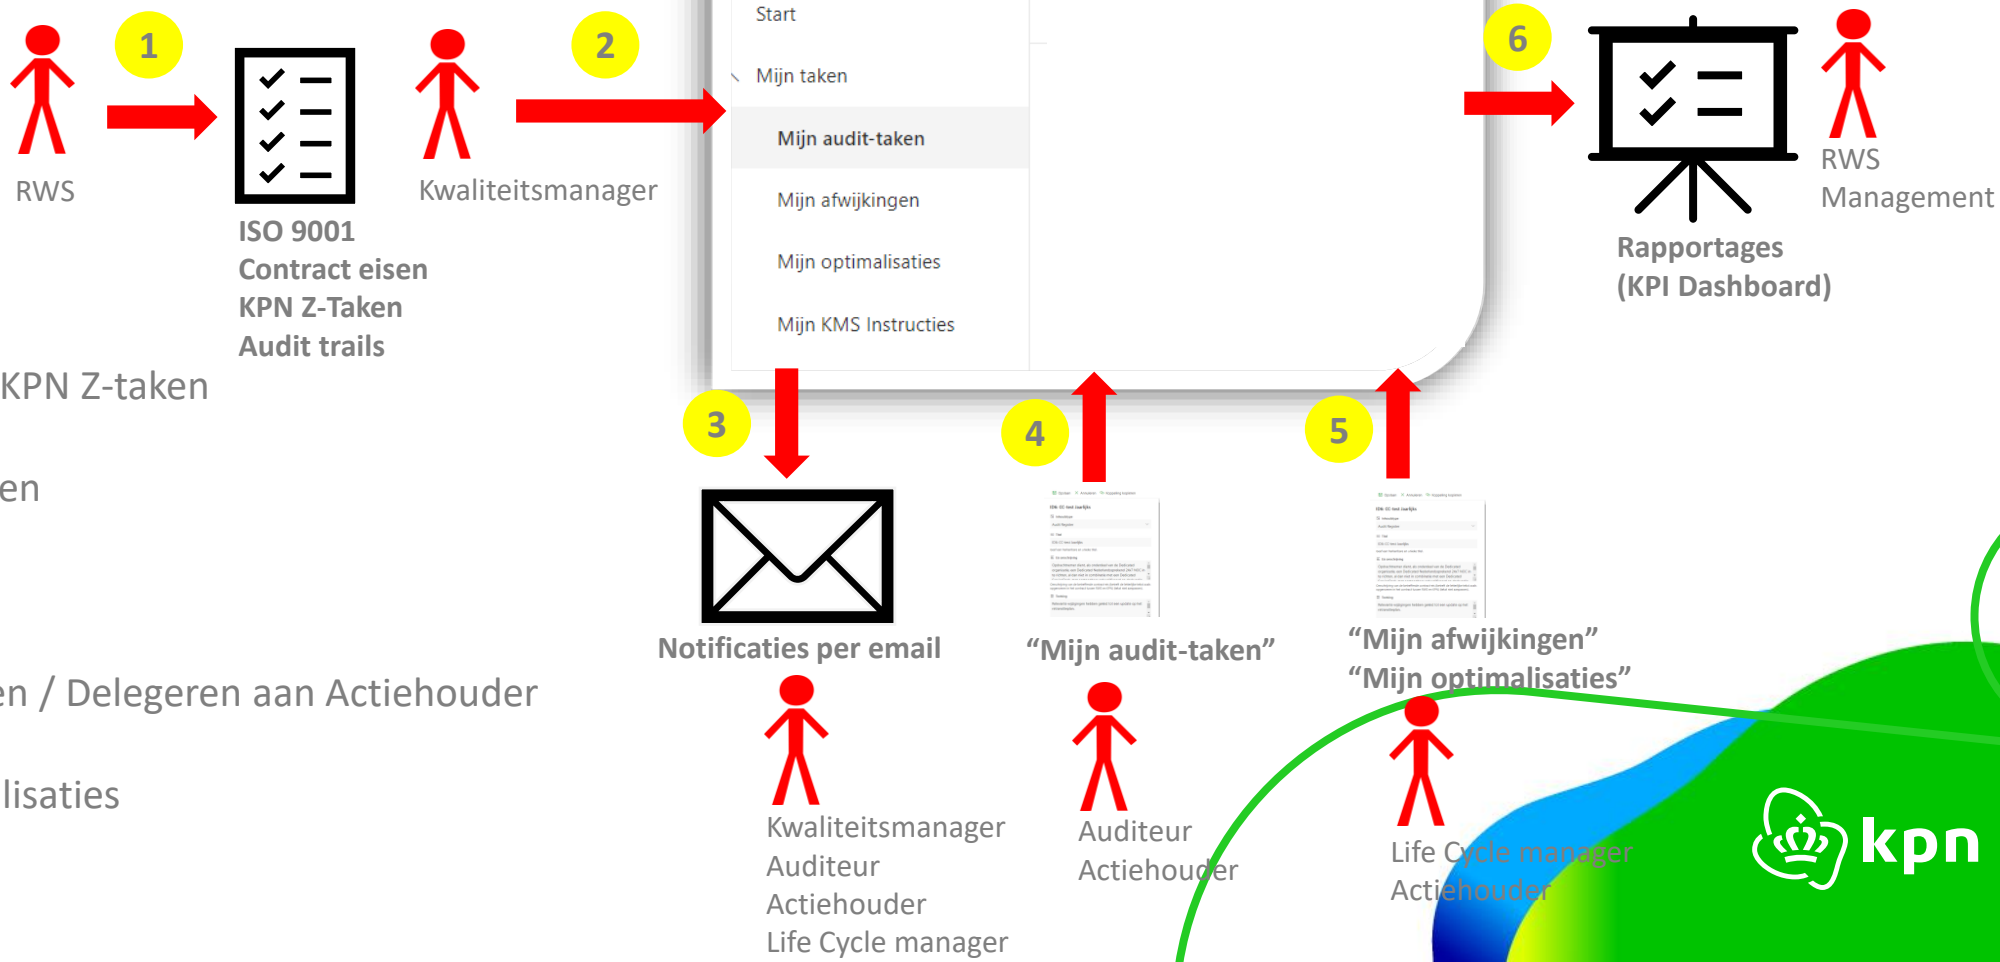 1
RWS
ISO 9001
Contract eisen
KPN Z-Taken
Audit trails
Kwaliteitsmanager
2
Start
Mijn taken
Mijn audit-taken
Mijn afwijkingen
Mijn optimalisaties
Mijn KMS Instructies
6
RWS
Management
Rapportages
(KPI Dashboard)
KPN Z-taken
en
en / Delegeren aan Actiehouder
lisaties
3
Notificaties per email
Kwaliteitsmanager
Auditeur
Actiehouder
Life Cycle manager
4
“Mijn audit-taken”
Auditeur
Actiehouder
5
“Mijn afwijkingen”
“Mijn optimalisaties”
Life Cycle manager
Actiehouder
kpn